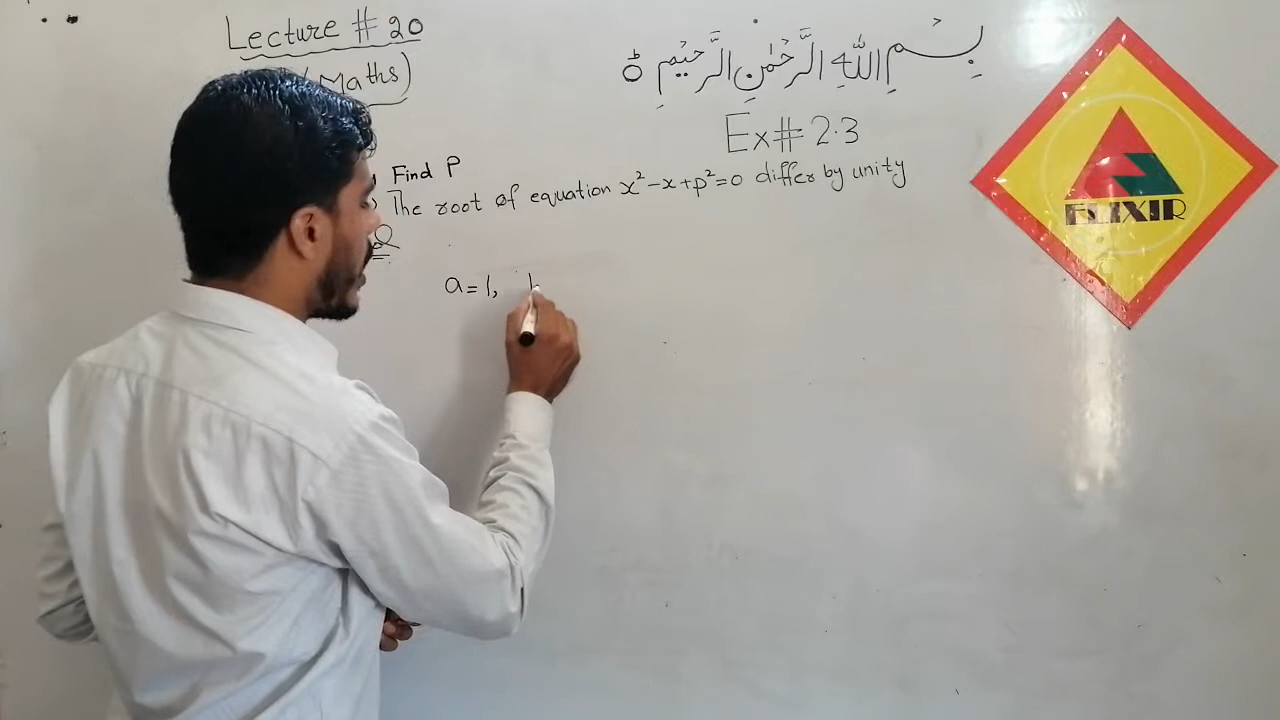 Lecture # 20
(Maths)
بِسْمِ اللهِ الرَّحْمٰنِ الرَّحِيْمِ o
Ex# 2.3
Find P
The root of equation x²-x+p²=0 differ by unity
a=1,
ELIXIR